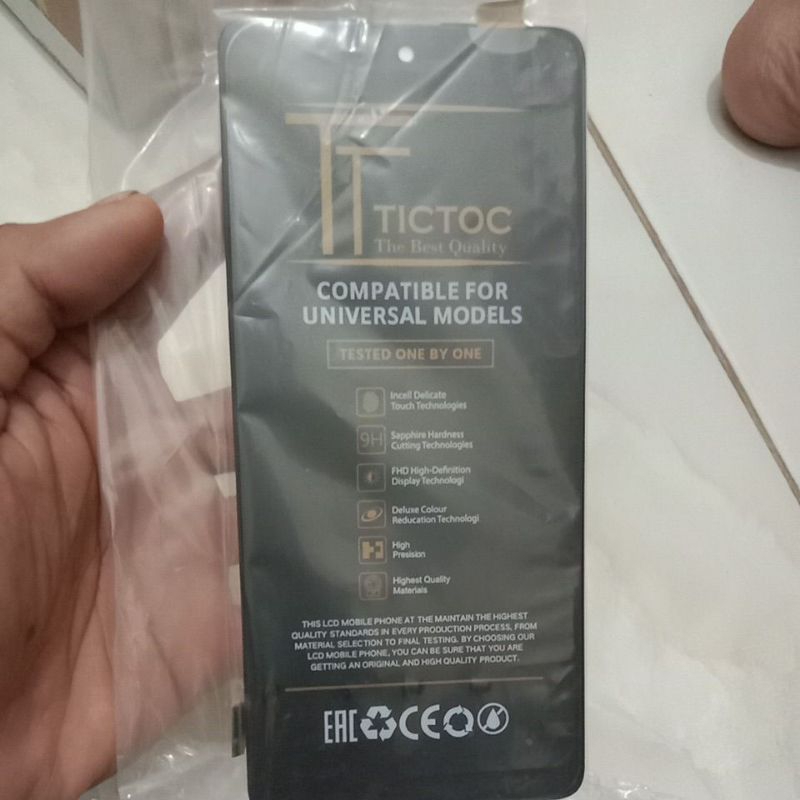 TT
TICTOC
The Best Quality
COMPATIBLE FOR
UNIVERSAL MODELS
TESTED ONE BY ONE
Incell Delicate
Touch Technologies
9H
Sapphire Hardness
Cutting Technologies
FHD High-Definition
Display Technologi
Deluxe Colour
Reducation Technologi
High
Presision
Highest Quality
Materials
THIS LCD MOBILE PHONE AT THE MAINTAIN THE HIGHEST
QUALITY STANDARDS IN EVERY PRODUCTION PROCESS, FROM
MATERIAL SELECTION TO FINAL TESTING. BY CHOOSING OUR
LCD MOBILE PHONE, YOU CAN BE SURE THAT YOU ARE
GETTING AN ORIGINAL AND HIGH QUALITY PRODUCT.
EAC CE